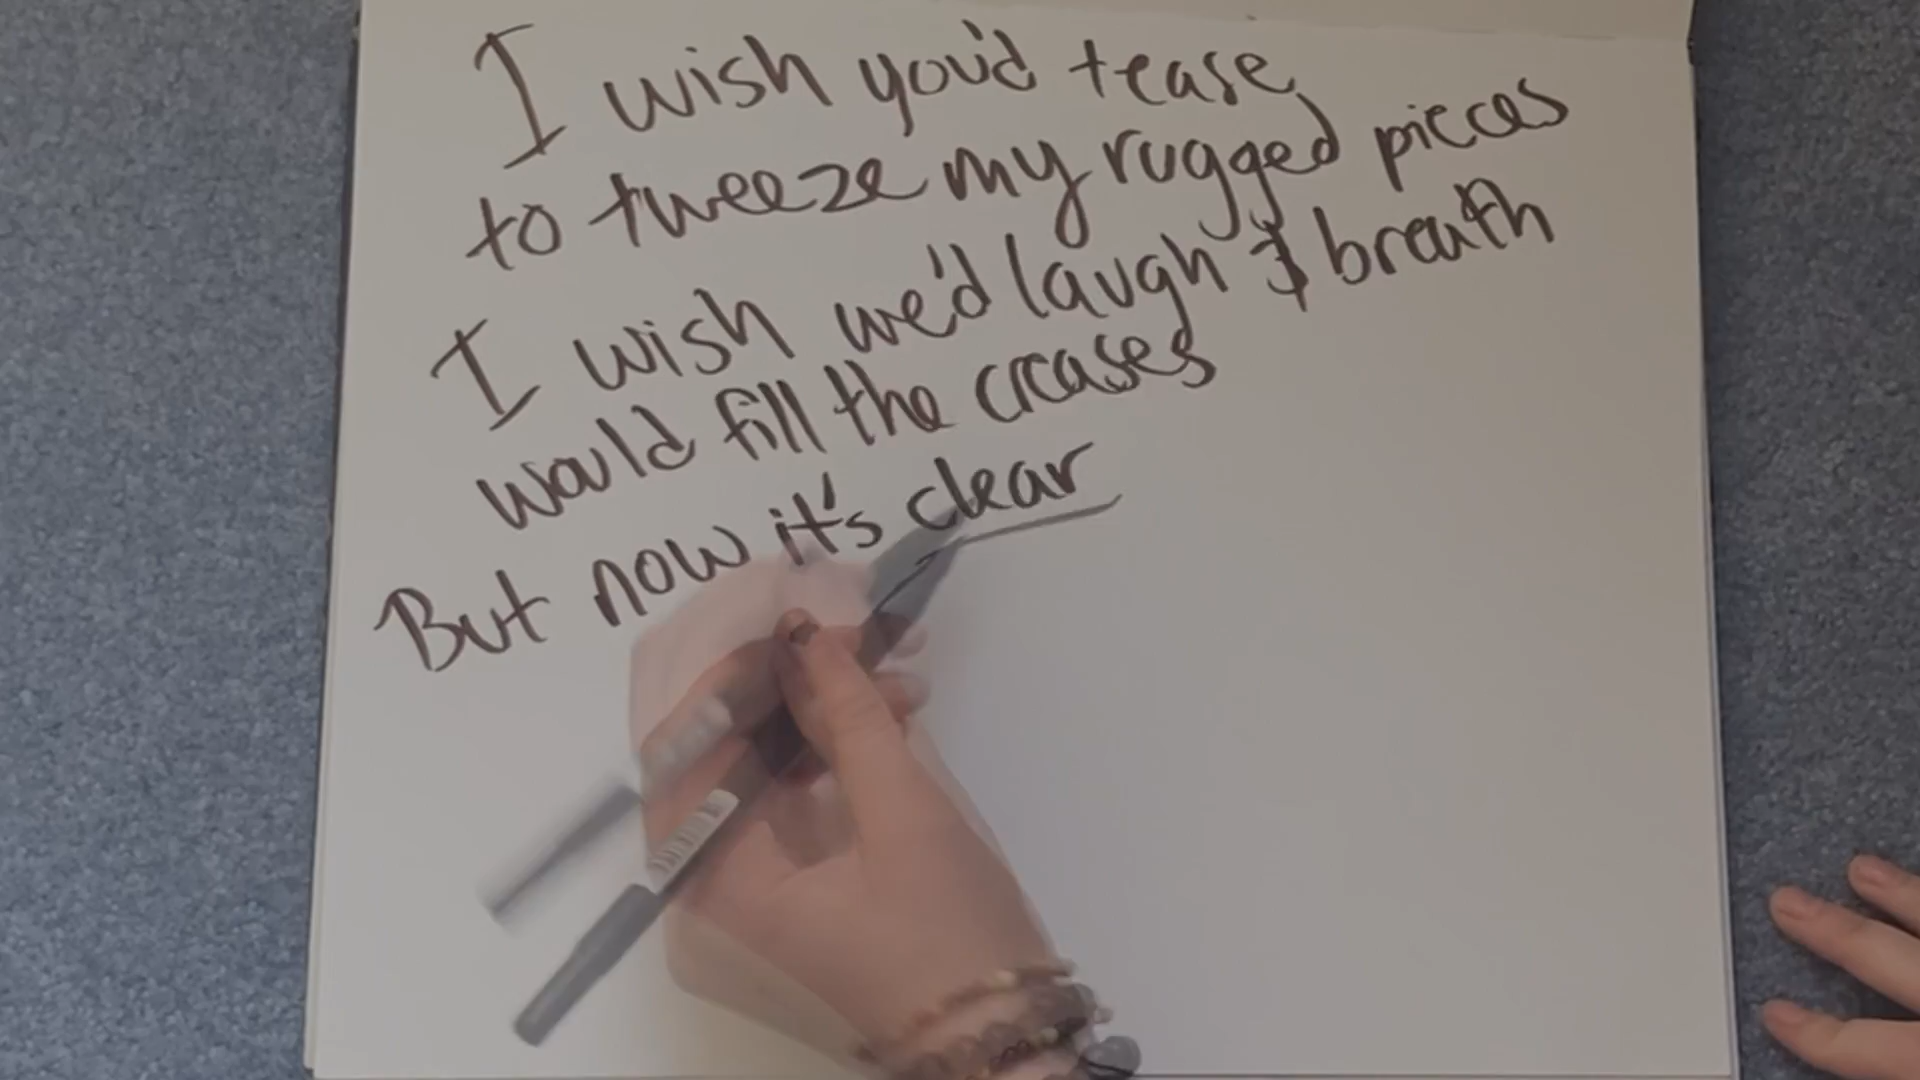 I wish you'd tease
to tweeze my rugged pieces
I wish we'd laugh & breath
would fill the creases
But now it's clear